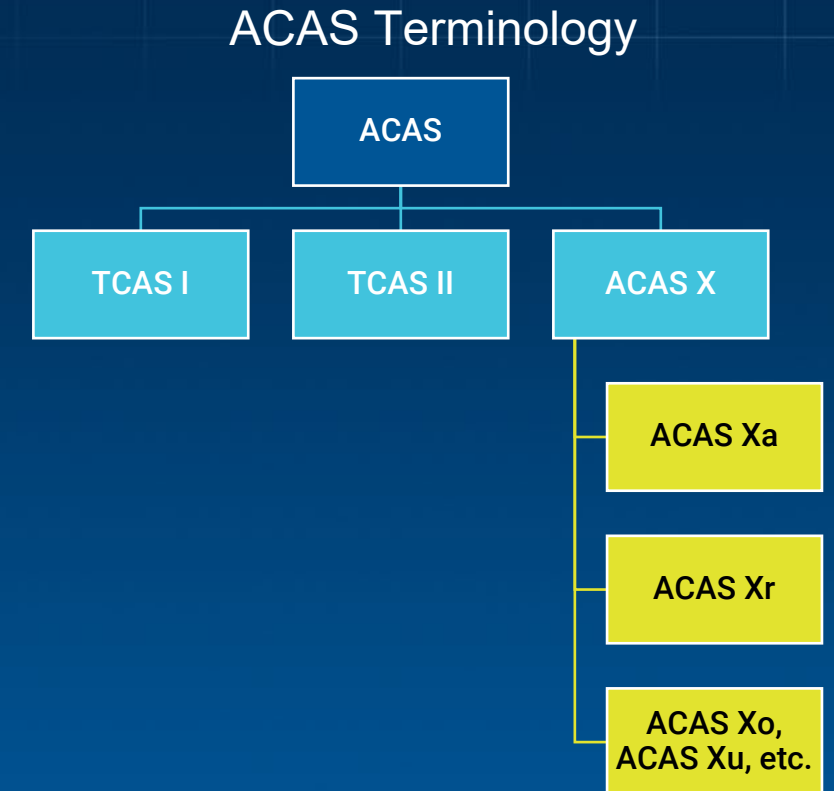 ACAS Terminology
ACAS
TCAS I
TCAS II
ACAS X
ACAS Xa
ACAS Xr
ACAS Xo,
ACAS Xu, etc.